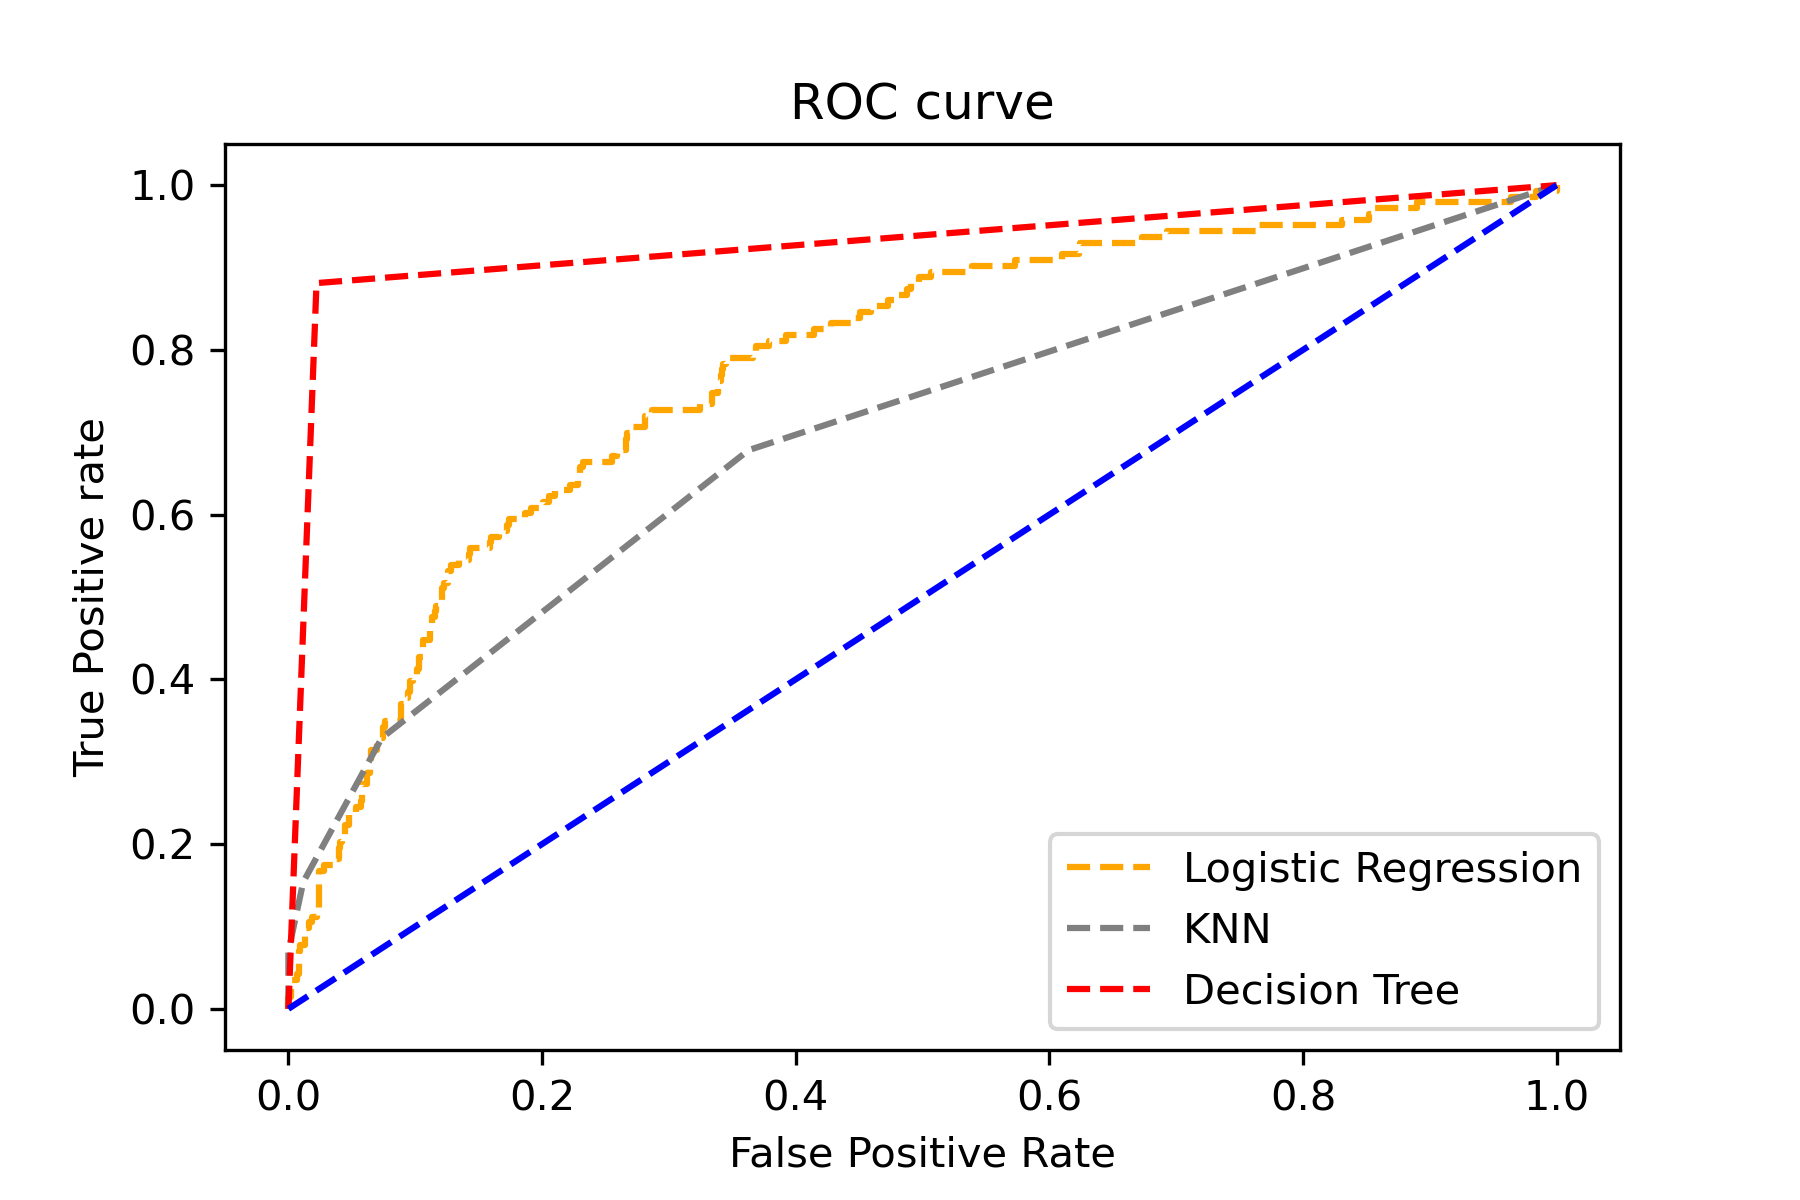 ROC curve
True Positive rate
1.0
0.8
0.6
0.4
0.2
0.0
0.0 0.2 0.4 0.6 0.8 1.0
False Positive Rate
Logistic Regression
KNN
Decision Tree